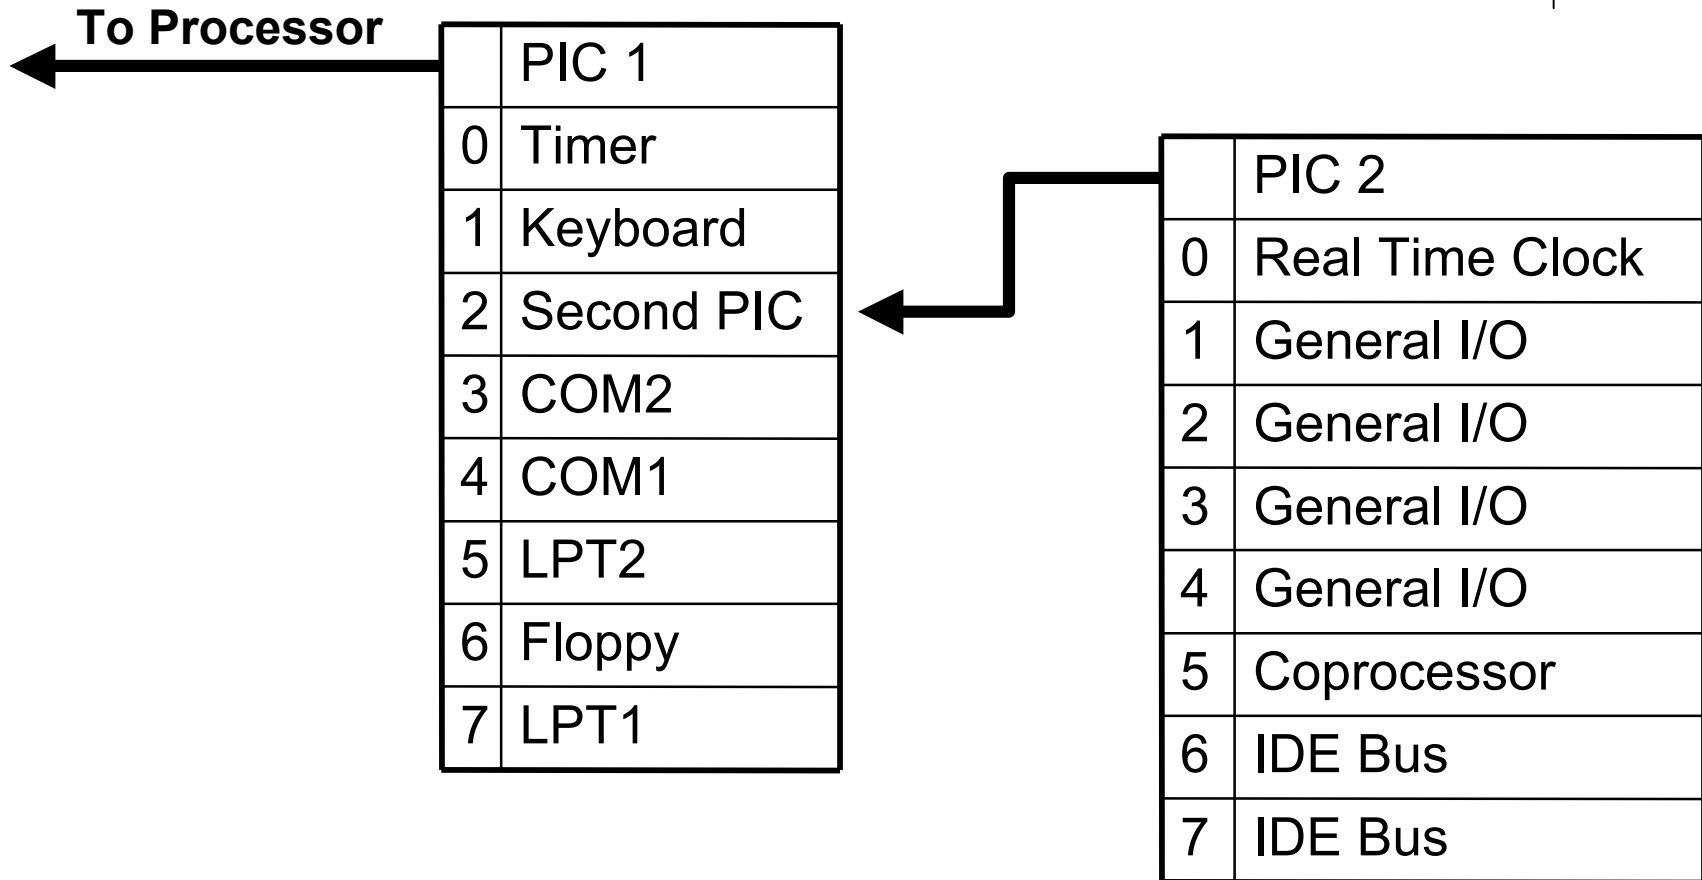 To Processor
PIC 1
0 Timer
1 Keyboard
2 Second PIC
3 COM2
4 COM1
5 LPT2
6 Floppy
7 LPT1
PIC 2
0 Real Time Clock
1 General I/O
2 General I/O
3 General I/O
4 General I/O
5 Coprocessor
6 IDE Bus
7 IDE Bus